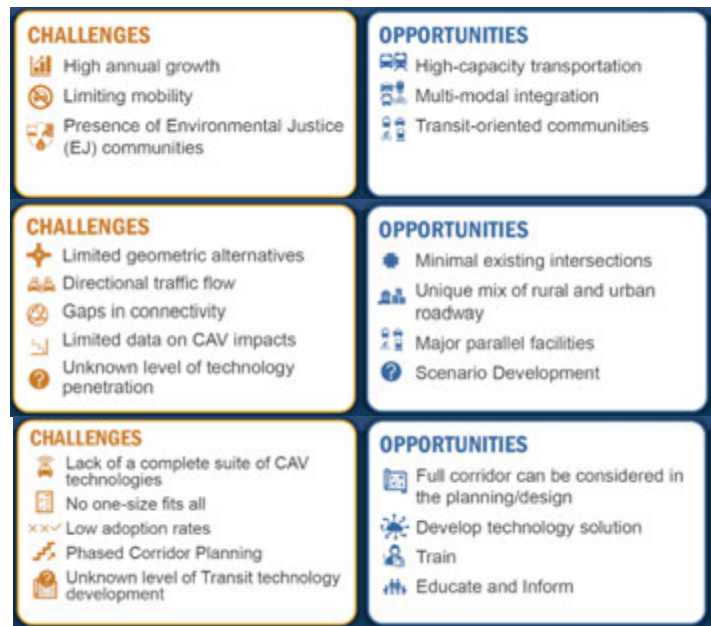 CHALLENGES
High annual growth
Limiting mobility
Presence of Environmental Justice
(EJ) communities
OPPORTUNITIES
High-capacity transportation
Multi-modal integration
Transit-oriented communities
CHALLENGES
Limited geometric alternatives
Directional traffic flow
Gaps in connectivity
Limited data on CAV impacts
Unknown level of technology
penetration
OPPORTUNITIES
Minimal existing intersections
Unique mix of rural and urban
roadway
Major parallel facilities
Scenario Development
CHALLENGES
Lack of a complete suite of CAV
technologies
No one-size fits all
Low adoption rates
Phased Corridor Planning
Unknown level of Transit technology
development
OPPORTUNITIES
Full corridor can be considered in
the planning/design
Develop technology solution
Train
Educate and Inform